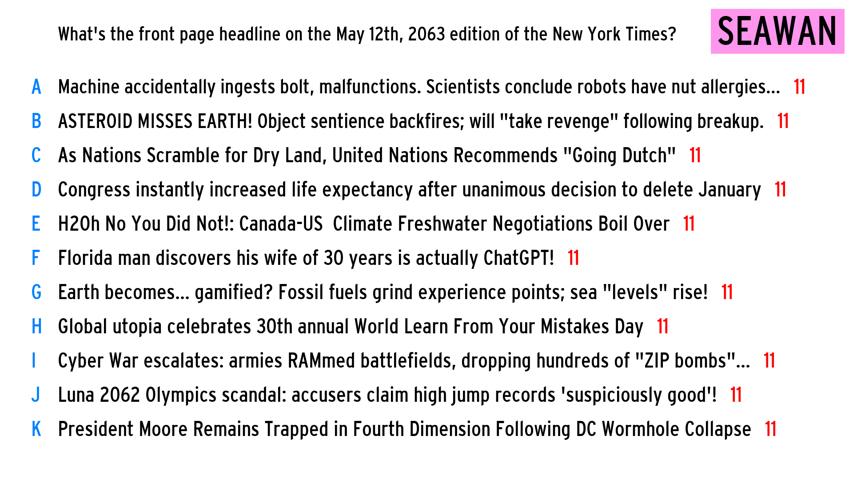 What's the front page headline on the May 12th, 2063 edition of the New York Times?
SEAWAN
A Machine accidentally ingests bolt, malfunctions. Scientists conclude robots have nut allergies... 11
B ASTEROID MISSES EARTH! Object sentience backfires; will "take revenge" following breakup. 11
C As Nations Scramble for Dry Land, United Nations Recommends "Going Dutch" 11
D Congress instantly increased life expectancy after unanimous decision to delete January 11
E H2Oh No You Did Not!: Canada-US  Climate Freshwater Negotiations Boil Over 11
F Florida man discovers his wife of 30 years is actually ChatGPT! 11
G Earth becomes... gamified? Fossil fuels grind experience points; sea "levels" rise! 11
H Global utopia celebrates 30th annual World Learn From Your Mistakes Day 11
I Cyber War escalates: armies RAMmed battlefields, dropping hundreds of "ZIP bombs"... 11
J Luna 2062 Olympics scandal: accusers claim high jump records 'suspiciously good'! 11
K President Moore Remains Trapped in Fourth Dimension Following DC Wormhole Collapse 11